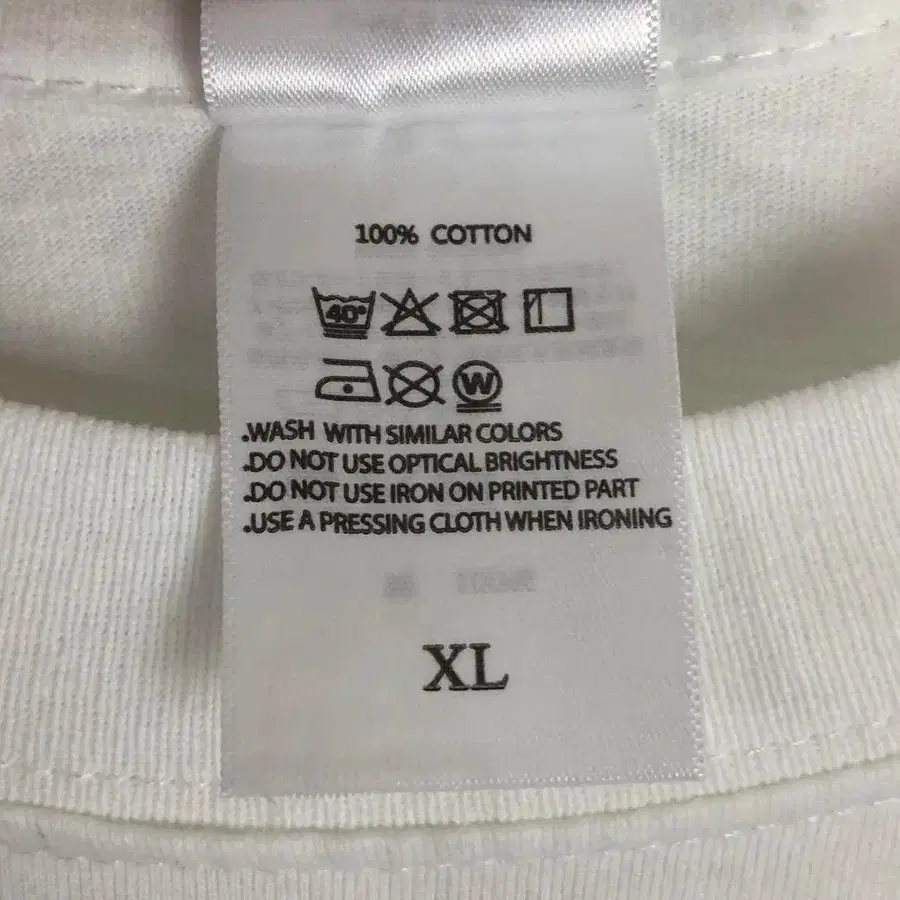 100% COTTON
40°
W
.WASH WITH SIMILAR COLORS
.DO NOT USE OPTICAL BRIGHTNESS
.DO NOT USE IRON ON PRINTED PART
.USE A PRESSING CLOTH WHEN IRONING
XL